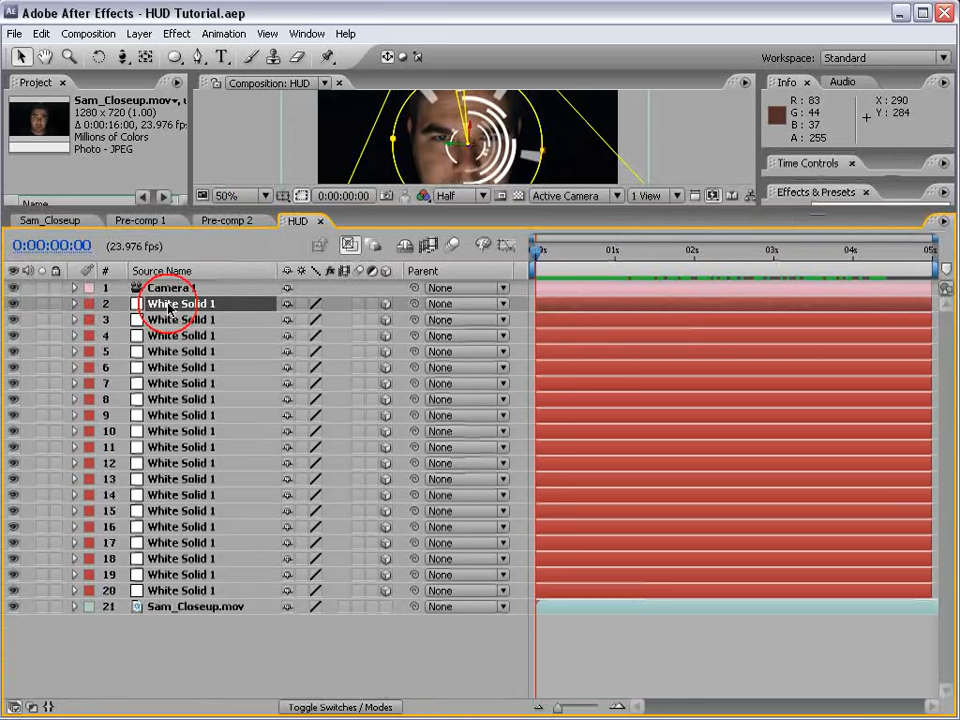 Adobe After Effects - HUD Tutorial.aep
File Edit Composition Layer Effect Animation View Window Help
Workspace: Standard
Project Composition: HUD Info Audio
Sam_Closeup.mov
1280 x 720 (1.00)
Δ 0:00:16:00, 23.976 fps
Millions of Colors
Photo - JPEG
R: 83 X: 290
G: 44 Y: 284
B: 37
A: 255
Time Controls
Effects & Presets
Name
50% 0:00:00:00 Half Active Camera 1 View
Sam_Closeup Pre-comp 1 Pre-comp 2 HUD
0:00:00:00 (23.976 fps)
01s 02s 03s 04s 05s
# Source Name Parent
1 Camera 1 None
2 White Solid 1 None
3 White Solid 1 None
4 White Solid 1 None
5 White Solid 1 None
6 White Solid 1 None
7 White Solid 1 None
8 White Solid 1 None
9 White Solid 1 None
10 White Solid 1 None
11 White Solid 1 None
12 White Solid 1 None
13 White Solid 1 None
14 White Solid 1 None
15 White Solid 1 None
16 White Solid 1 None
17 White Solid 1 None
18 White Solid 1 None
19 White Solid 1 None
20 White Solid 1 None
21 Sam_Closeup.mov None
Toggle Switches / Modes